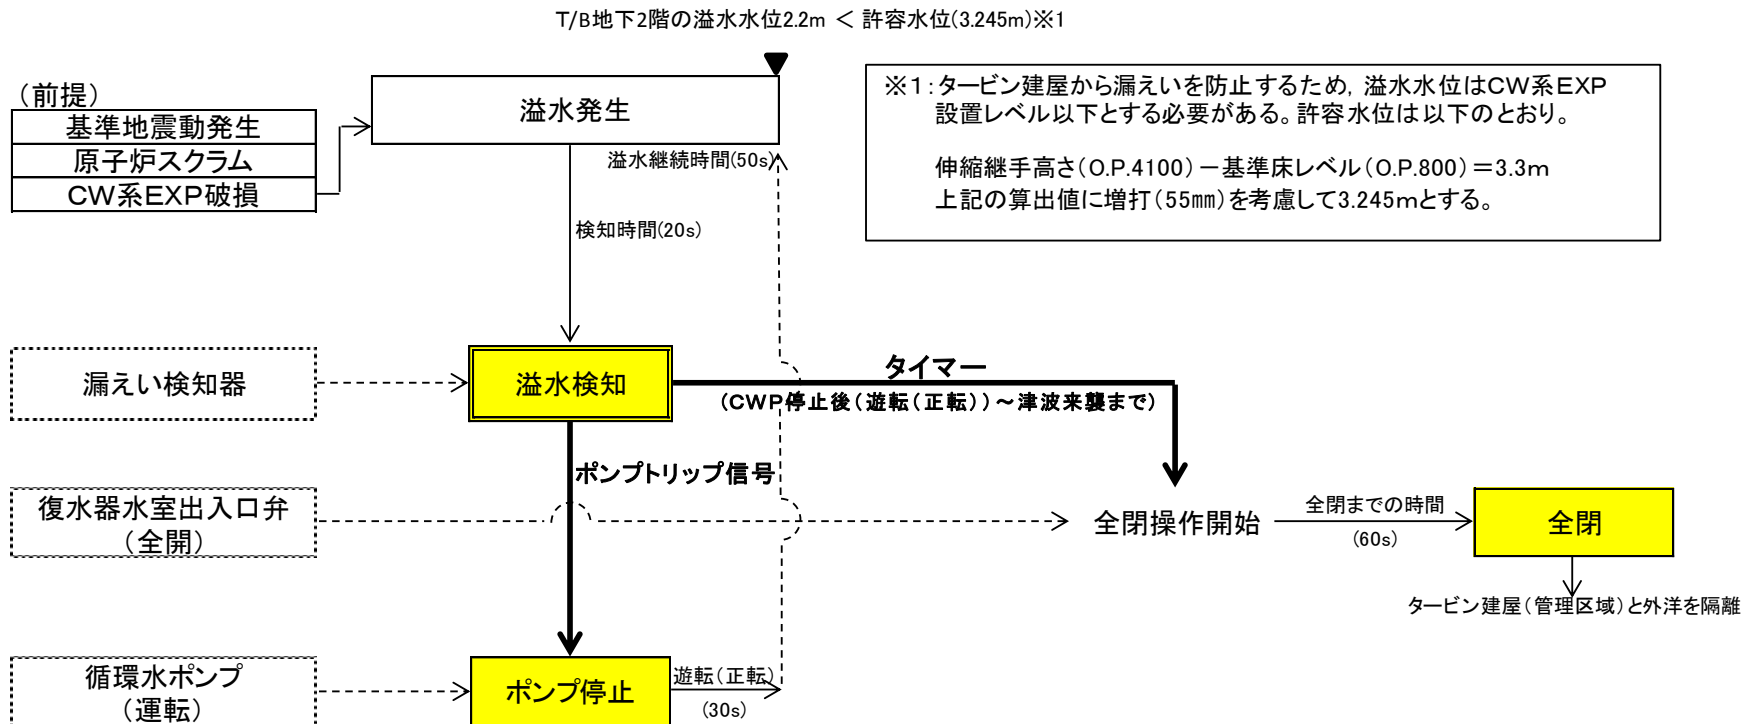 T/B地下2階の溢水水位2.2m ＜ 許容水位(3.245m)※1
（前提）
基準地震動発生
原子炉スクラム
CW系EXP破損
溢水発生
※1：タービン建屋から漏えいを防止するため，溢水水位はCW系EXP
設置レベル以下とする必要がある。許容水位は以下のとおり。
伸縮継手高さ（O.P.4100）－基準床レベル（O.P.800）＝3.3m
上記の算出値に増打（55㎜）を考慮して3.245mとする。
溢水継続時間(50s)
検知時間(20s)
漏えい検知器
溢水検知
タイマー
（CWP停止後（遊転（正転））～津波来襲まで）
ポンプトリップ信号
復水器水室出入口弁
（全開）
全閉操作開始
全閉までの時間
(60s)
全閉
タービン建屋（管理区域）と外洋を隔離
循環水ポンプ
（運転）
ポンプ停止
遊転（正転）
(30s)